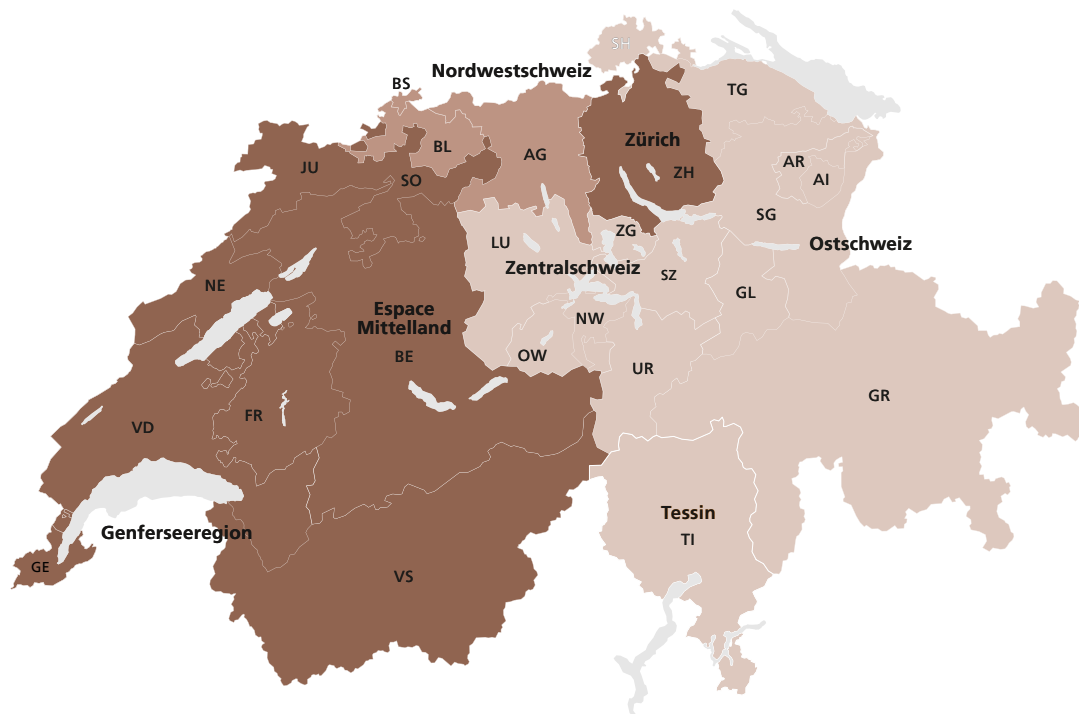 SH
Nordwestschweiz
BS
TG
Zürich
BL
AG
AR
JU
ZH
AI
SO
SG
ZG
LU
Ostschweiz
Zentralschweiz
SZ
NE
GL
Espace
Mittelland
NW
BE
OW
UR
GR
FR
VD
Tessin
Genferseeregion
TI
GE
VS